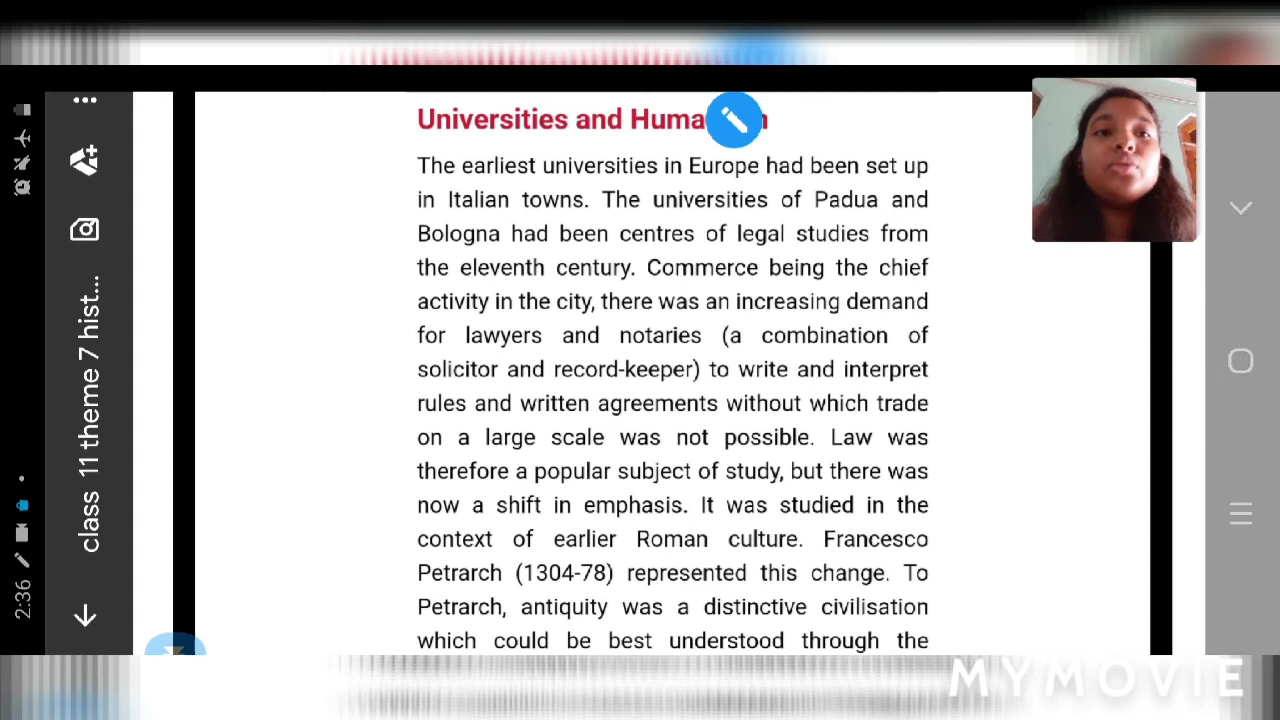 Universities and Huma
The earliest universities in Europe had been set up
in Italian towns. The universities of Padua and
Bologna had been centres of legal studies from
the eleventh century. Commerce being the chief
activity in the city, there was an increasing demand
for lawyers and notaries (a combination of
solicitor and record-keeper) to write and interpret
rules and written agreements without which trade
on a large scale was not possible. Law was
therefore a popular subject of study, but there was
now a shift in emphasis. It was studied in the
context of earlier Roman culture. Francesco
Petrarch (1304-78) represented this change. To
Petrarch, antiquity was a distinctive civilisation
which could be best understood through the
class 11 theme 7 hist...
2:36
MYMOVIE